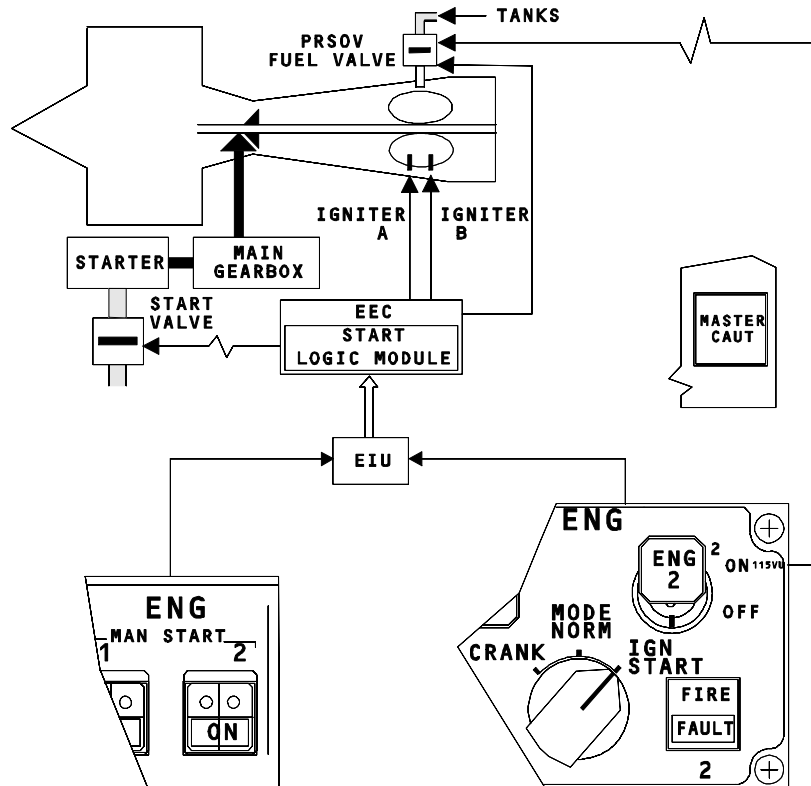 TANKS
PRSOV
FUEL VALVE
IGNITER
A
IGNITER
B
STARTER
MAIN
GEARBOX
START
VALVE
EEC
START
LOGIC MODULE
MASTER
CAUT
EIU
ENG
MAN START
1
2
ON
ENG
ENG
2
2
ON
115VU
OFF
MODE
NORM
CRANK
IGN
START
FIRE
FAULT
2